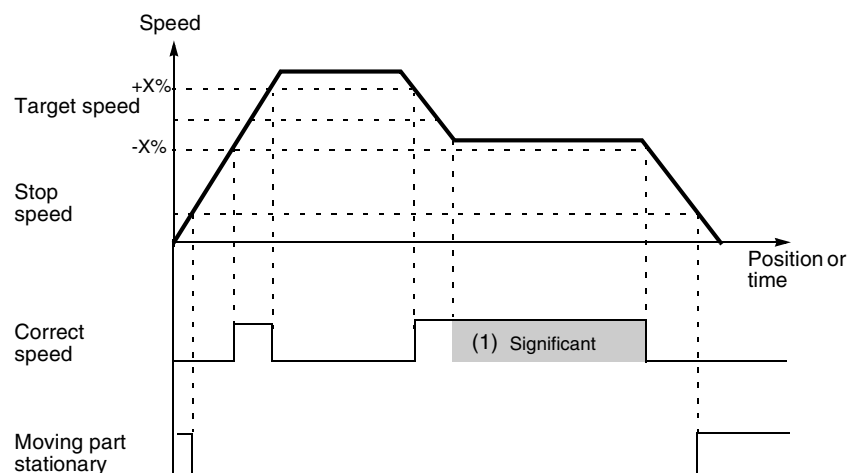 Speed
+X%
Target speed
-X%
Stop
speed
Position or
time
Correct
speed
(1) Significant
Moving part
stationary